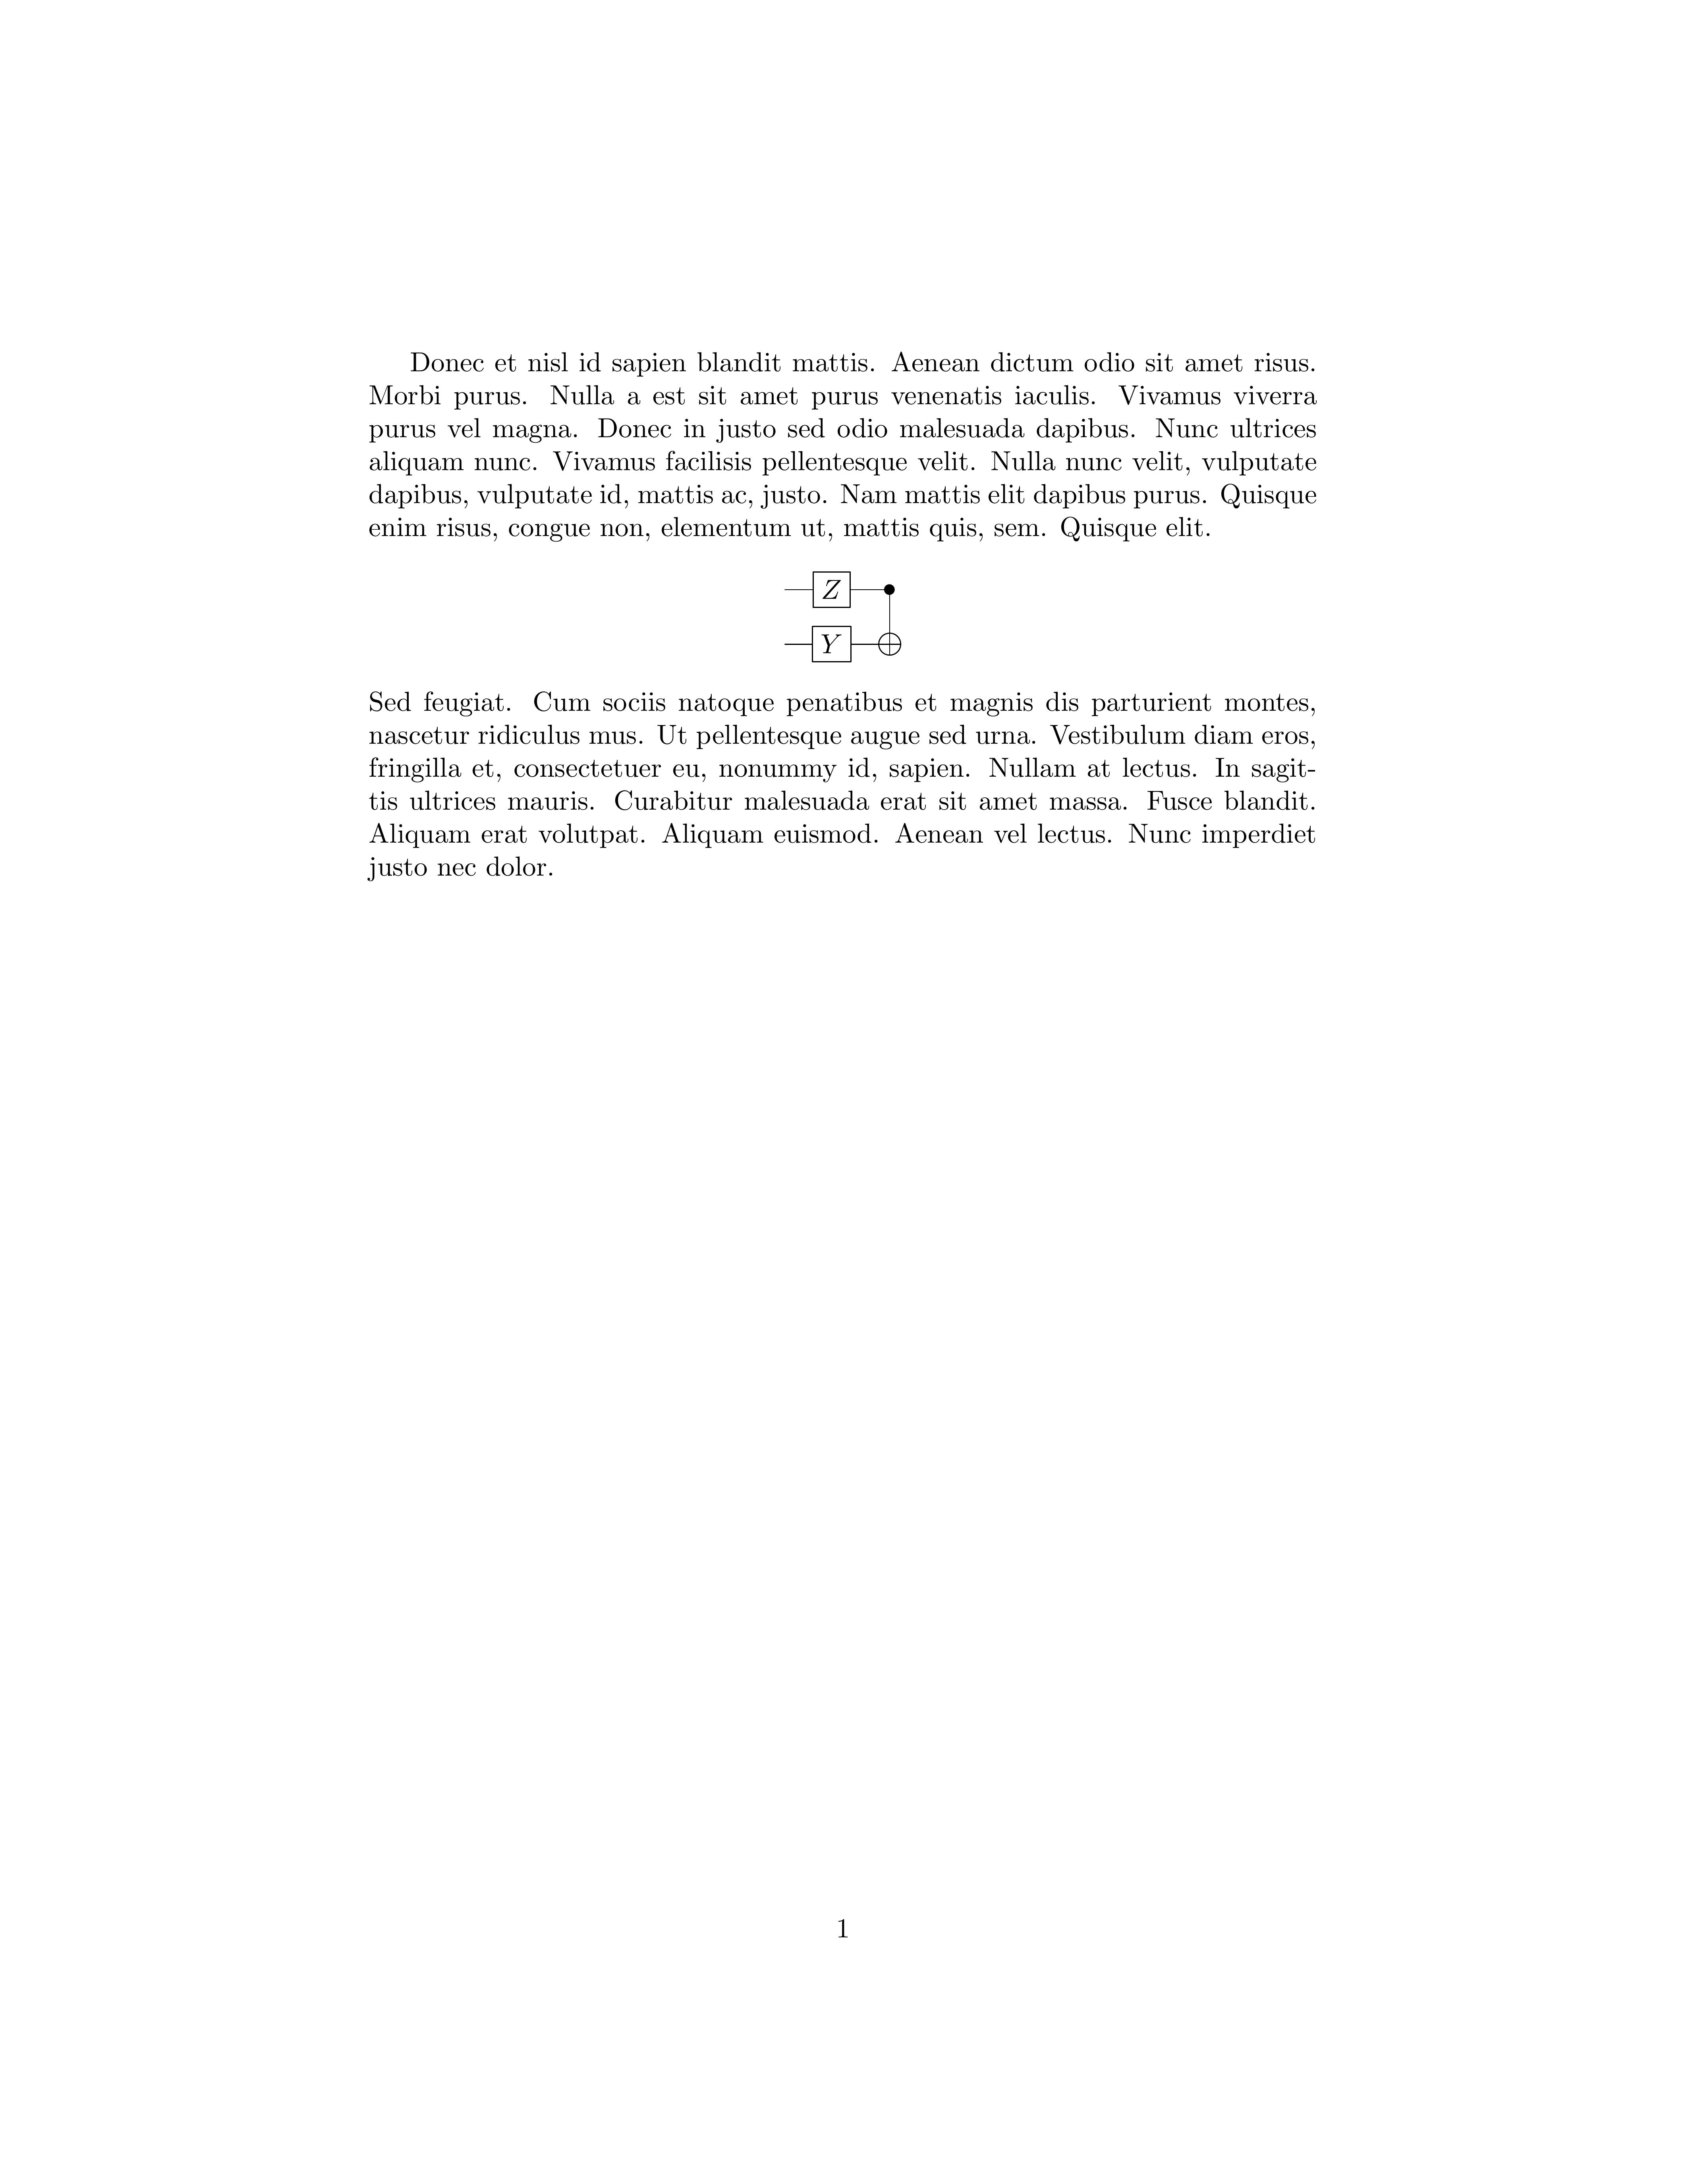 Donec et nisl id sapien blandit mattis. Aenean dictum odio sit amet risus.
Morbi purus. Nulla a est sit amet purus venenatis iaculis. Vivamus viverra
purus vel magna. Donec in justo sed odio malesuada dapibus. Nunc ultrices
aliquam nunc. Vivamus facilisis pellentesque velit. Nulla nunc velit, vulputate
dapibus, vulputate id, mattis ac, justo. Nam mattis elit dapibus purus. Quisque
enim risus, congue non, elementum ut, mattis quis, sem. Quisque elit.
Z
Y
Sed feugiat. Cum sociis natoque penatibus et magnis dis parturient montes,
nascetur ridiculus mus. Ut pellentesque augue sed urna. Vestibulum diam eros,
fringilla et, consectetuer eu, nonummy id, sapien. Nullam at lectus. In sagit-
tis ultrices mauris. Curabitur malesuada erat sit amet massa. Fusce blandit.
Aliquam erat volutpat. Aliquam euismod. Aenean vel lectus. Nunc imperdiet
justo nec dolor.
1